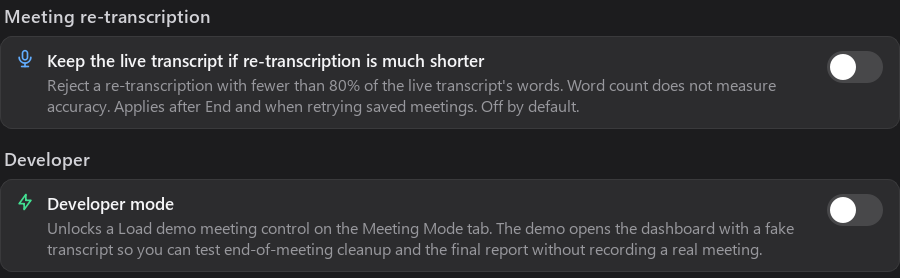 Meeting re-transcription
Keep the live transcript if re-transcription is much shorter
Reject a re-transcription with fewer than 80% of the live transcript's words. Word count does not measure
accuracy. Applies after End and when retrying saved meetings. Off by default.
Developer
Developer mode
Unlocks a Load demo meeting control on the Meeting Mode tab. The demo opens the dashboard with a fake
transcript so you can test end-of-meeting cleanup and the final report without recording a real meeting.